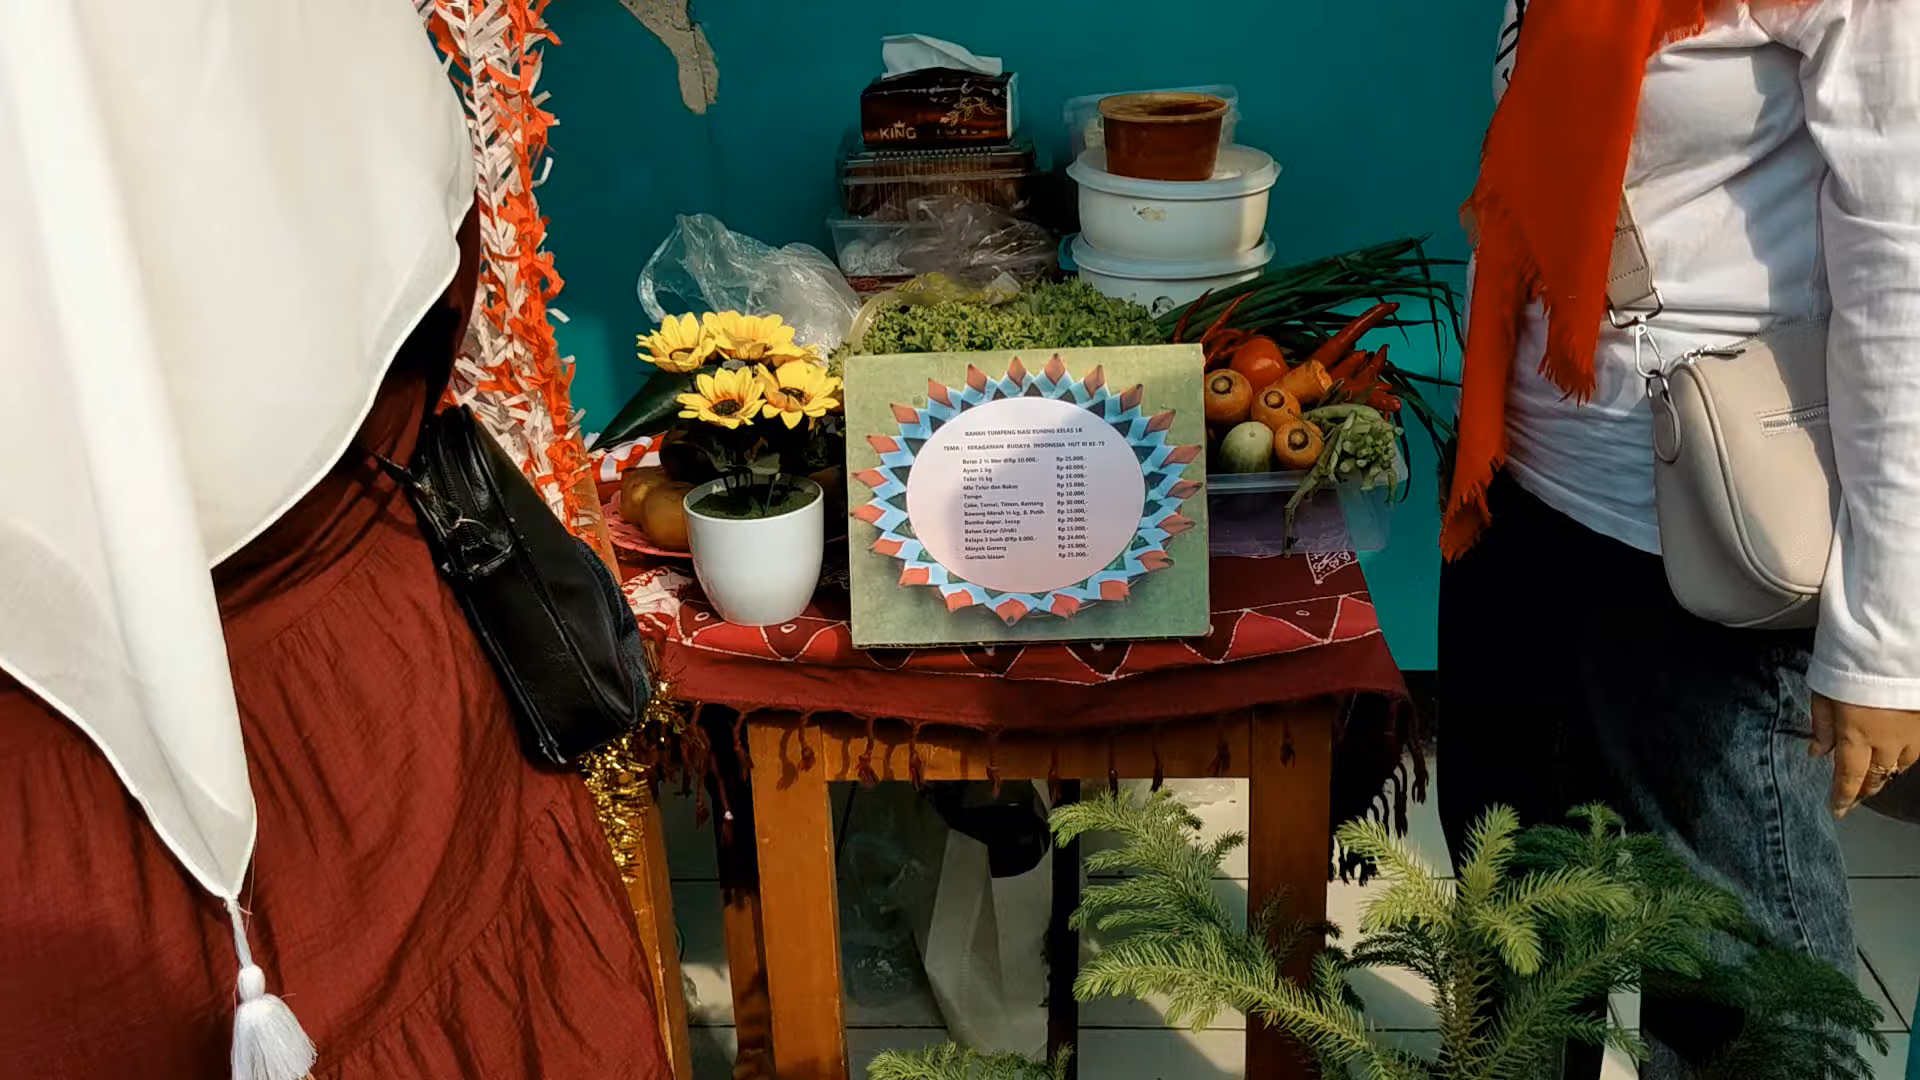 KING
BAHAN TUMPENG NASI KUNING KELAS 1B
TEMA : KERAGAMAN BUDAYA INDONESIA HUT RI KE-79
Beras 2 ½ liter @Rp 10.000,- Rp 25.000,-
Ayam 1 kg Rp 40.000,-
Telur ½ kg Rp 16.000,-
Mie Telur dan Bakso Rp 15.000,-
Tempe Rp 10.000,-
Cabe, Tomat, Timun, Kentang Rp 30.000,-
Bawang Merah ½ kg, B. Putih Rp 15.000,-
Bumbu dapur, kecap Rp 20.000,-
Bahan Sayur (Urab) Rp 15.000,-
Kelapa 3 buah @Rp 8.000,- Rp 24.000,-
Minyak Goreng Rp 25.000,-
Garnish hiasan Rp 25.000,-